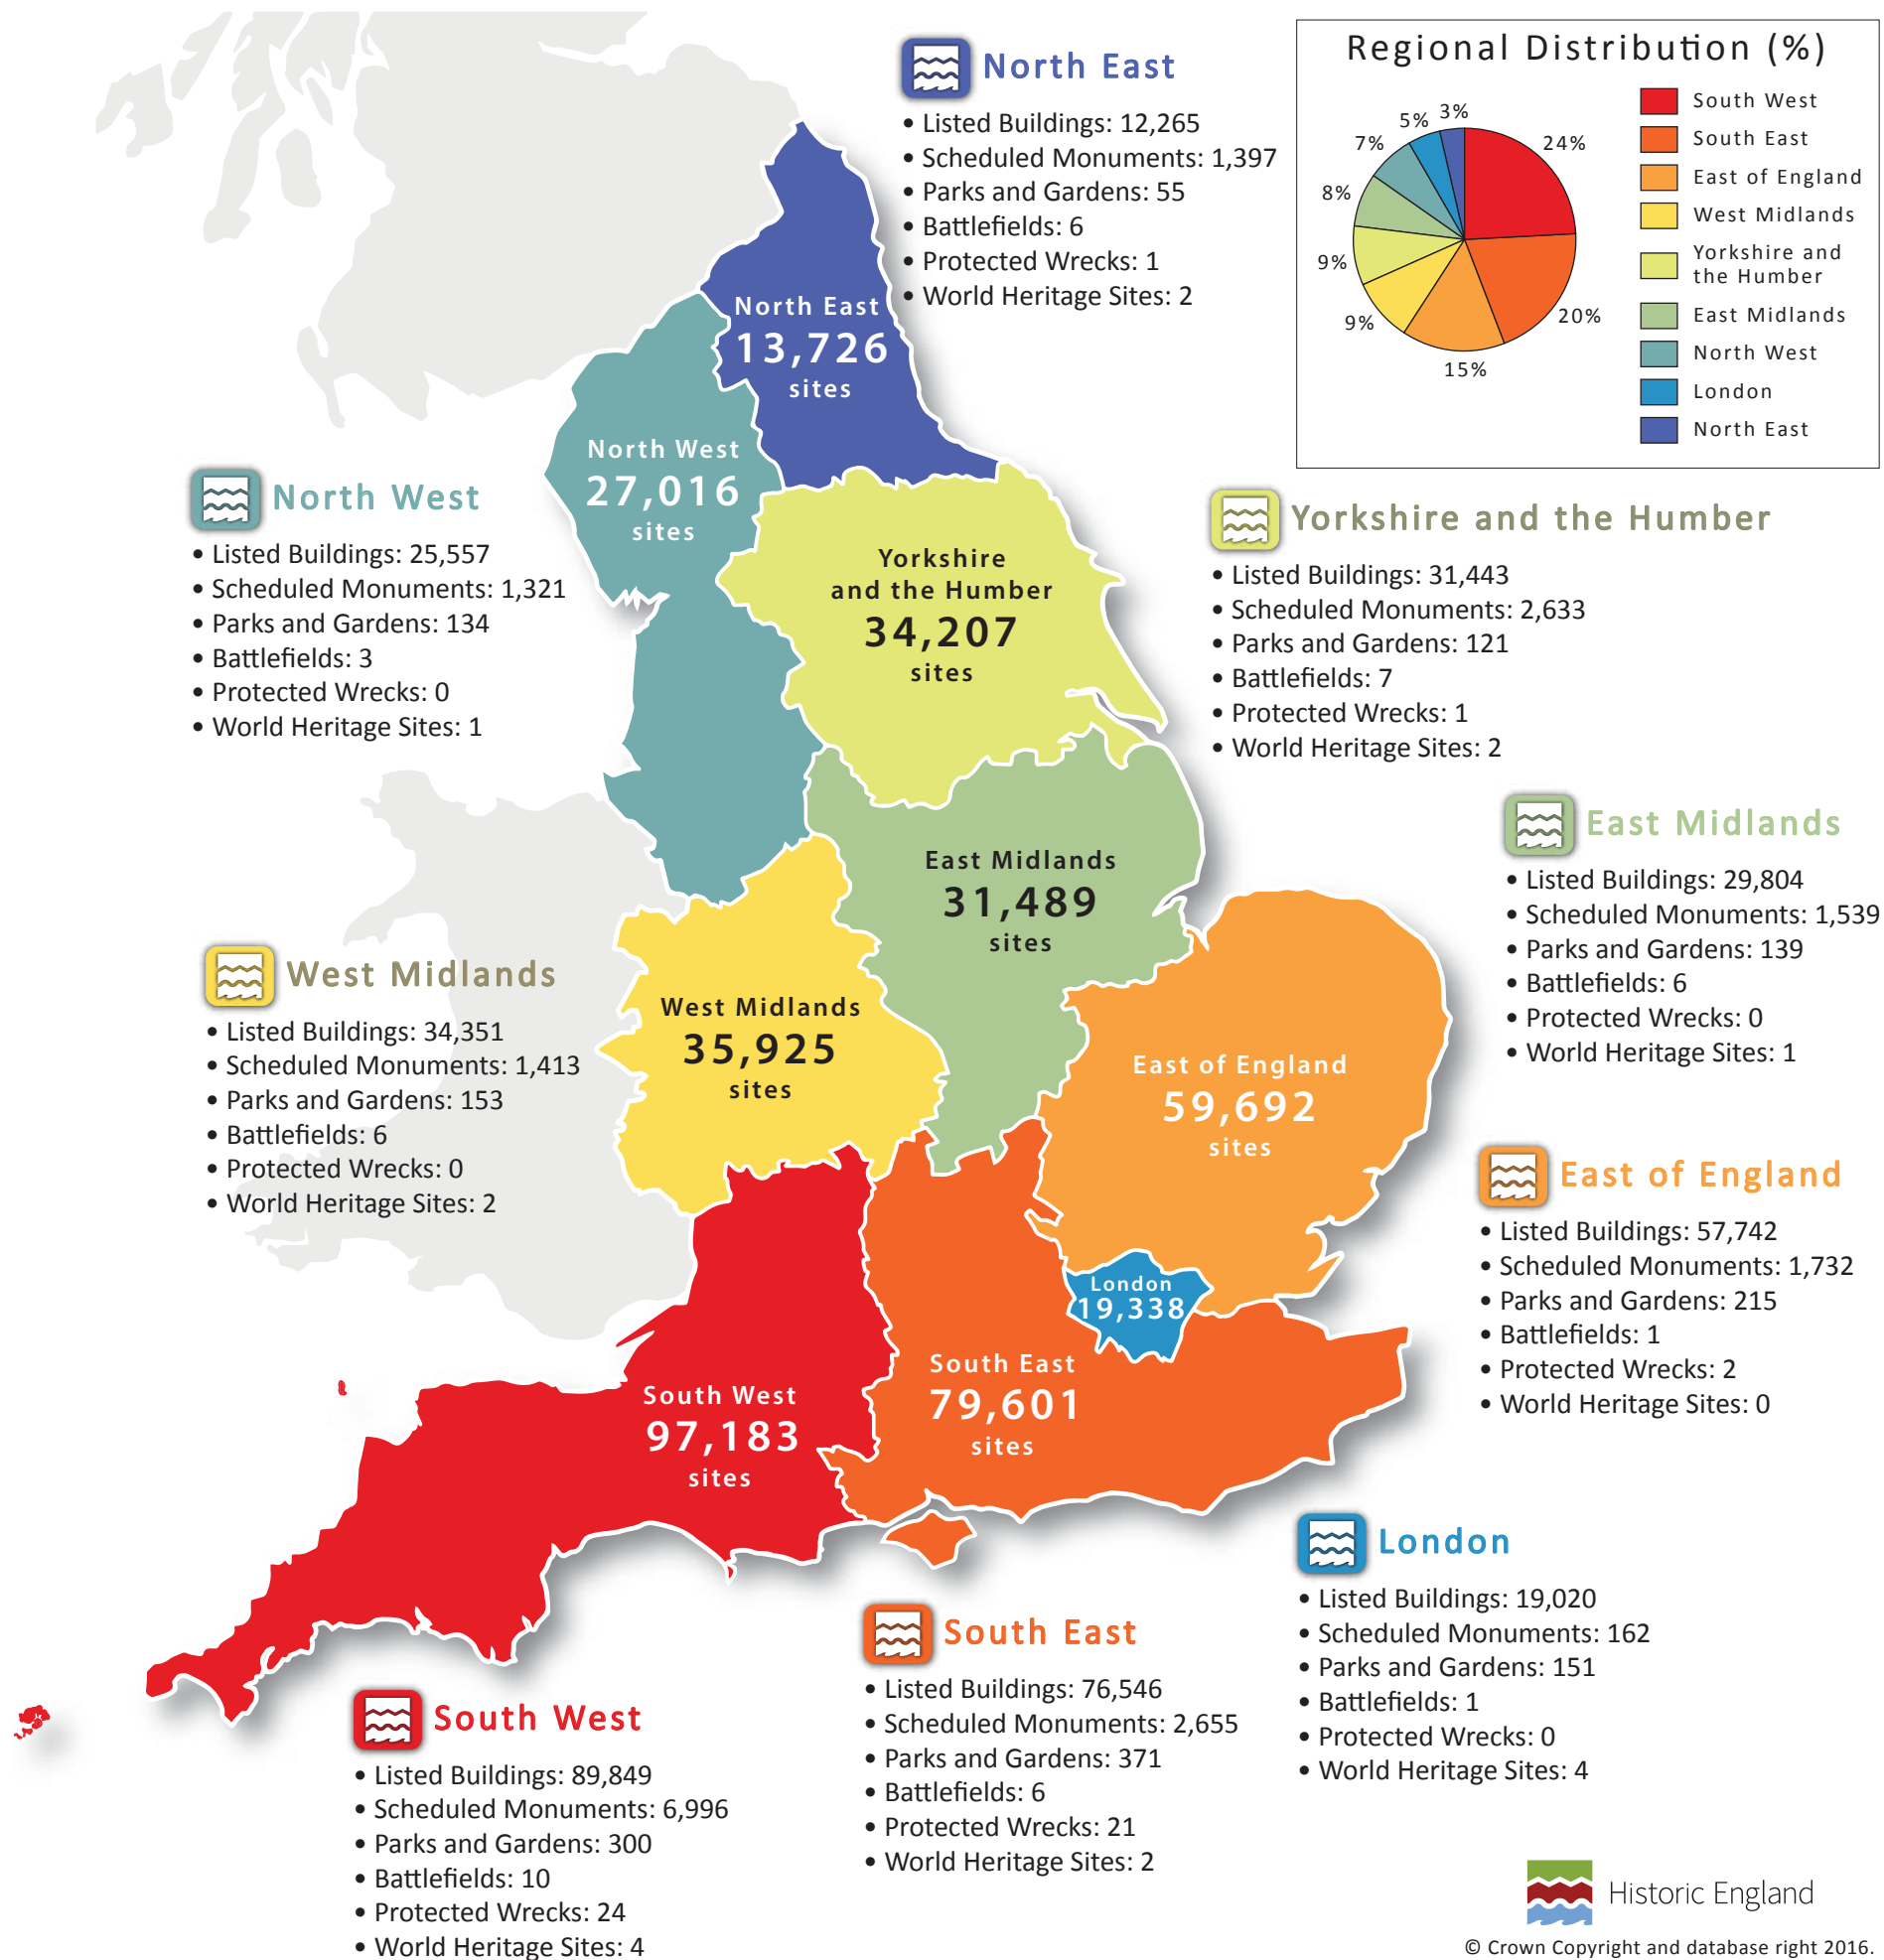 North East
• Listed Buildings: 12,265
• Scheduled Monuments: 1,397
• Parks and Gardens: 55
• Battlefields: 6
• Protected Wrecks: 1
• World Heritage Sites: 2
Regional Distribution (%)
24%
20%
15%
9%
9%
8%
7%
5%
3%
South West
South East
East of England
West Midlands
Yorkshire and
the Humber
East Midlands
North West
London
North East
North East
13,726
sites
North West
27,016
sites
North West
• Listed Buildings: 25,557
• Scheduled Monuments: 1,321
• Parks and Gardens: 134
• Battlefields: 3
• Protected Wrecks: 0
• World Heritage Sites: 1
Yorkshire
and the Humber
34,207
sites
Yorkshire and the Humber
• Listed Buildings: 31,443
• Scheduled Monuments: 2,633
• Parks and Gardens: 121
• Battlefields: 7
• Protected Wrecks: 1
• World Heritage Sites: 2
East Midlands
31,489
sites
East Midlands
• Listed Buildings: 29,804
• Scheduled Monuments: 1,539
• Parks and Gardens: 139
• Battlefields: 6
• Protected Wrecks: 0
• World Heritage Sites: 1
West Midlands
• Listed Buildings: 34,351
• Scheduled Monuments: 1,413
• Parks and Gardens: 153
• Battlefields: 6
• Protected Wrecks: 0
• World Heritage Sites: 2
West Midlands
35,925
sites
East of England
59,692
sites
East of England
• Listed Buildings: 57,742
• Scheduled Monuments: 1,732
• Parks and Gardens: 215
• Battlefields: 1
• Protected Wrecks: 2
• World Heritage Sites: 0
London
19,338
South East
79,601
sites
South West
97,183
sites
London
• Listed Buildings: 19,020
• Scheduled Monuments: 162
• Parks and Gardens: 151
• Battlefields: 1
• Protected Wrecks: 0
• World Heritage Sites: 4
South East
• Listed Buildings: 76,546
• Scheduled Monuments: 2,655
• Parks and Gardens: 371
• Battlefields: 6
• Protected Wrecks: 21
• World Heritage Sites: 2
South West
• Listed Buildings: 89,849
• Scheduled Monuments: 6,996
• Parks and Gardens: 300
• Battlefields: 10
• Protected Wrecks: 24
• World Heritage Sites: 4
Historic England
© Crown Copyright and database right 2016.